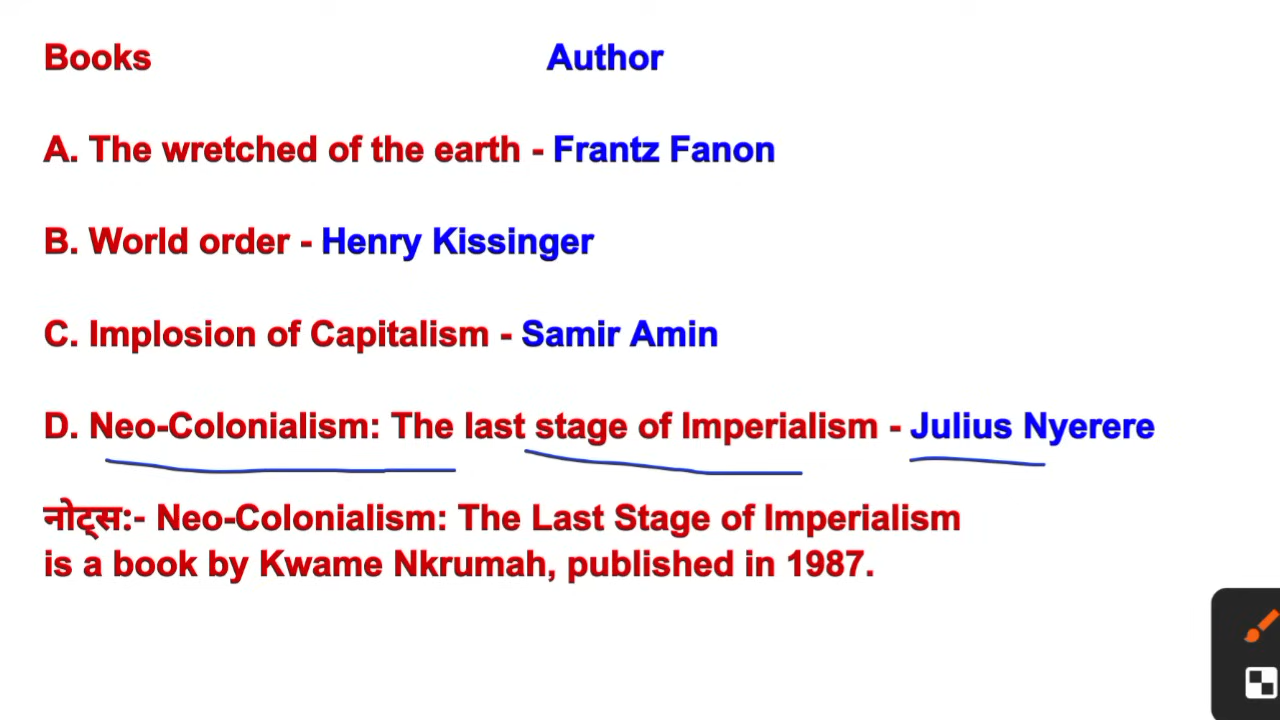 Books Author
A. The wretched of the earth - Frantz Fanon
B. World order - Henry Kissinger
C. Implosion of Capitalism - Samir Amin
D. Neo-Colonialism: The last stage of Imperialism - Julius Nyerere
नोट्स:- Neo-Colonialism: The Last Stage of Imperialism
is a book by Kwame Nkrumah, published in 1987.